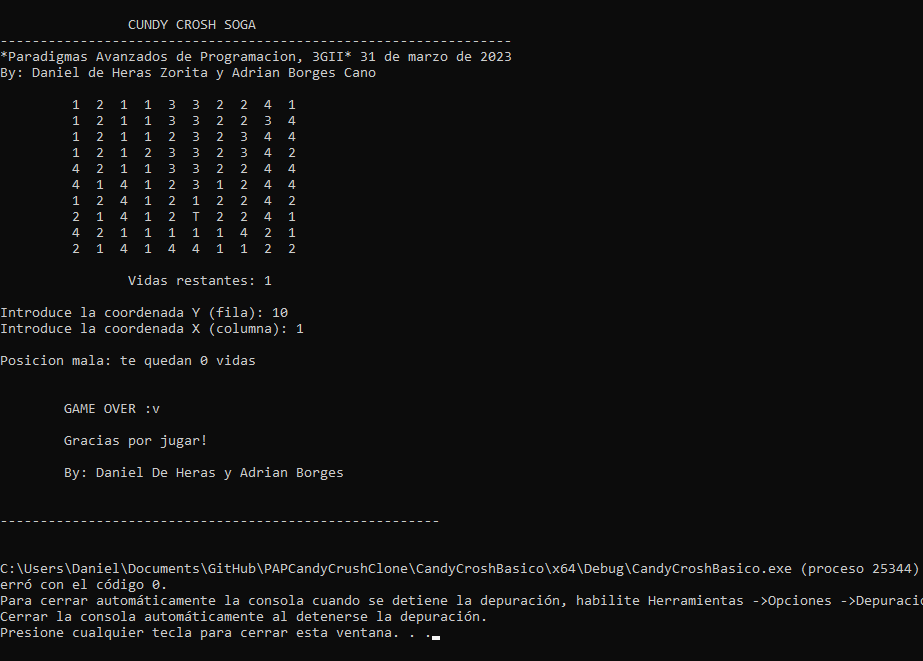 CUNDY CROSH SOGA
----------------------------------------------------------------
*Paradigmas Avanzados de Programacion, 3GII* 31 de marzo de 2023
By: Daniel de Heras Zorita y Adrian Borges Cano
1 2 1 1 3 3 2 2 4 1
1 2 1 1 3 3 2 2 3 4
1 2 1 1 2 3 2 3 4 4
1 2 1 2 3 3 2 3 4 2
4 2 1 1 3 3 2 2 4 4
4 1 4 1 2 3 1 2 4 4
1 2 4 1 2 1 2 2 4 2
2 1 4 1 2 T 2 2 4 1
4 2 1 1 1 1 1 4 2 1
2 1 4 1 4 4 1 1 2 2
Vidas restantes: 1
Introduce la coordenada Y (fila): 10
Introduce la coordenada X (columna): 1
Posicion mala: te quedan 0 vidas
GAME OVER :v
Gracias por jugar!
By: Daniel De Heras y Adrian Borges
-------------------------------------------------------
C:\Users\Daniel\Documents\GitHub\PAPCandyCrushClone\CandyCroshBasico\x64\Debug\CandyCroshBasico.exe (proceso 25344)
erró con el código 0.
Para cerrar automáticamente la consola cuando se detiene la depuración, habilite Herramientas ->Opciones ->Depuració
Cerrar la consola automáticamente al detenerse la depuración.
Presione cualquier tecla para cerrar esta ventana. . ._